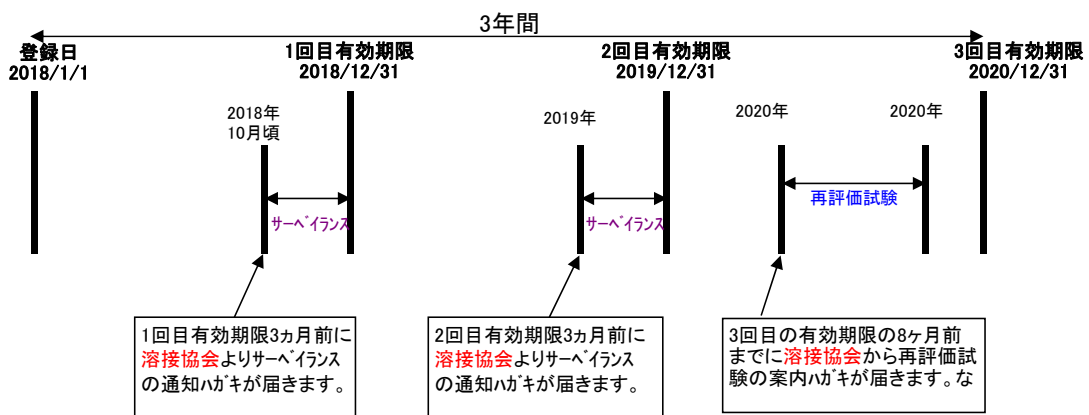 3年間
登録日
2018/1/1
1回目有効期限
2018/12/31
2回目有効期限
2019/12/31
3回目有効期限
2020/12/31
2018年
10月頃
2019年
2020年
2020年
サーベイランス
サーベイランス
再評価試験
1回目有効期限3ヵ月前に
溶接協会よりサーベイランス
の通知ハガキが届きます。
2回目有効期限3ヵ月前に
溶接協会よりサーベイランス
の通知ハガキが届きます。
3回目の有効期限の8ヶ月前
までに溶接協会から再評価試
験の案内ハガキが届きます。な